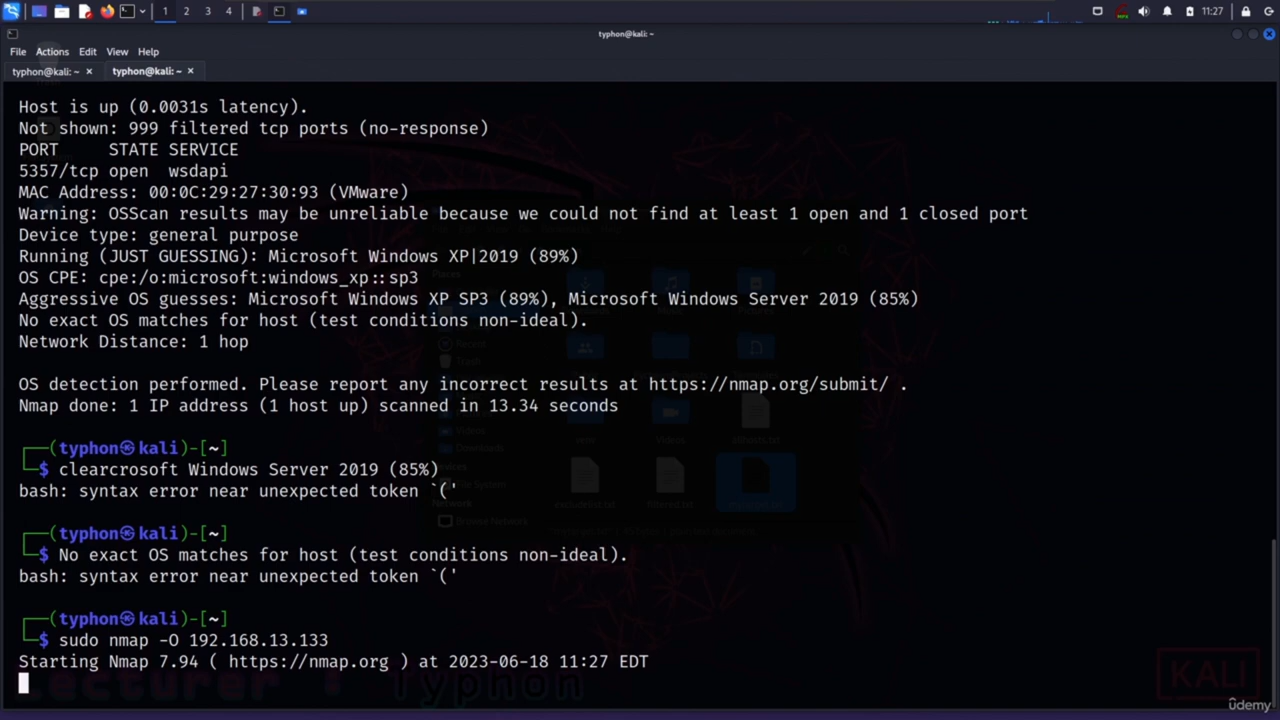 1 2 3 4 11:27
typhon@kali: ~
File Actions Edit View Help
typhon@kali: ~ × typhon@kali: ~ ×
Host is up (0.0031s latency).
Not shown: 999 filtered tcp ports (no-response)
PORT STATE SERVICE
5357/tcp open wsdapi
MAC Address: 00:0C:29:27:30:93 (VMware)
Warning: OSScan results may be unreliable because we could not find at least 1 open and 1 closed port
Device type: general purpose
Running (JUST GUESSING): Microsoft Windows XP|2019 (89%)
OS CPE: cpe:/o:microsoft:windows_xp::sp3
Aggressive OS guesses: Microsoft Windows XP SP3 (89%), Microsoft Windows Server 2019 (85%)
No exact OS matches for host (test conditions non-ideal).
Network Distance: 1 hop
OS detection performed. Please report any incorrect results at https://nmap.org/submit/ .
Nmap done: 1 IP address (1 host up) scanned in 13.34 seconds
┌──(typhon㉿kali)-[~]
└─$ clearcrosoft Windows Server 2019 (85%)
bash: syntax error near unexpected token `('
┌──(typhon㉿kali)-[~]
└─$ No exact OS matches for host (test conditions non-ideal).
bash: syntax error near unexpected token `('
┌──(typhon㉿kali)-[~]
└─$ sudo nmap -O 192.168.13.133
Starting Nmap 7.94 ( https://nmap.org ) at 2023-06-18 11:27 EDT
Lecturer : Typhon
KALI
ûdemy